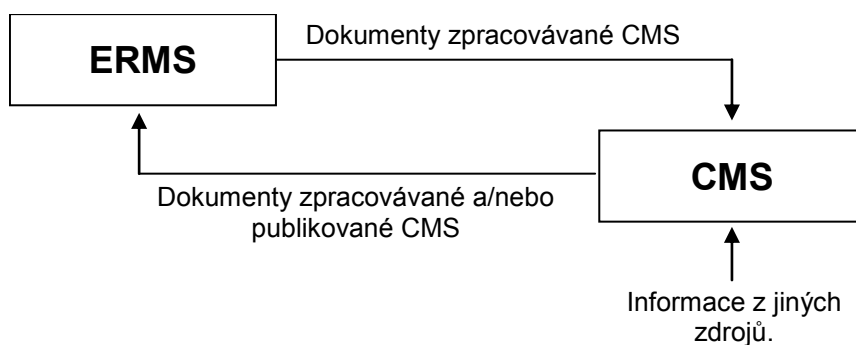 Dokumenty zpracovávané CMS
ERMS
CMS
Dokumenty zpracovávané a/nebo
publikované CMS
Informace z jiných
zdrojů.